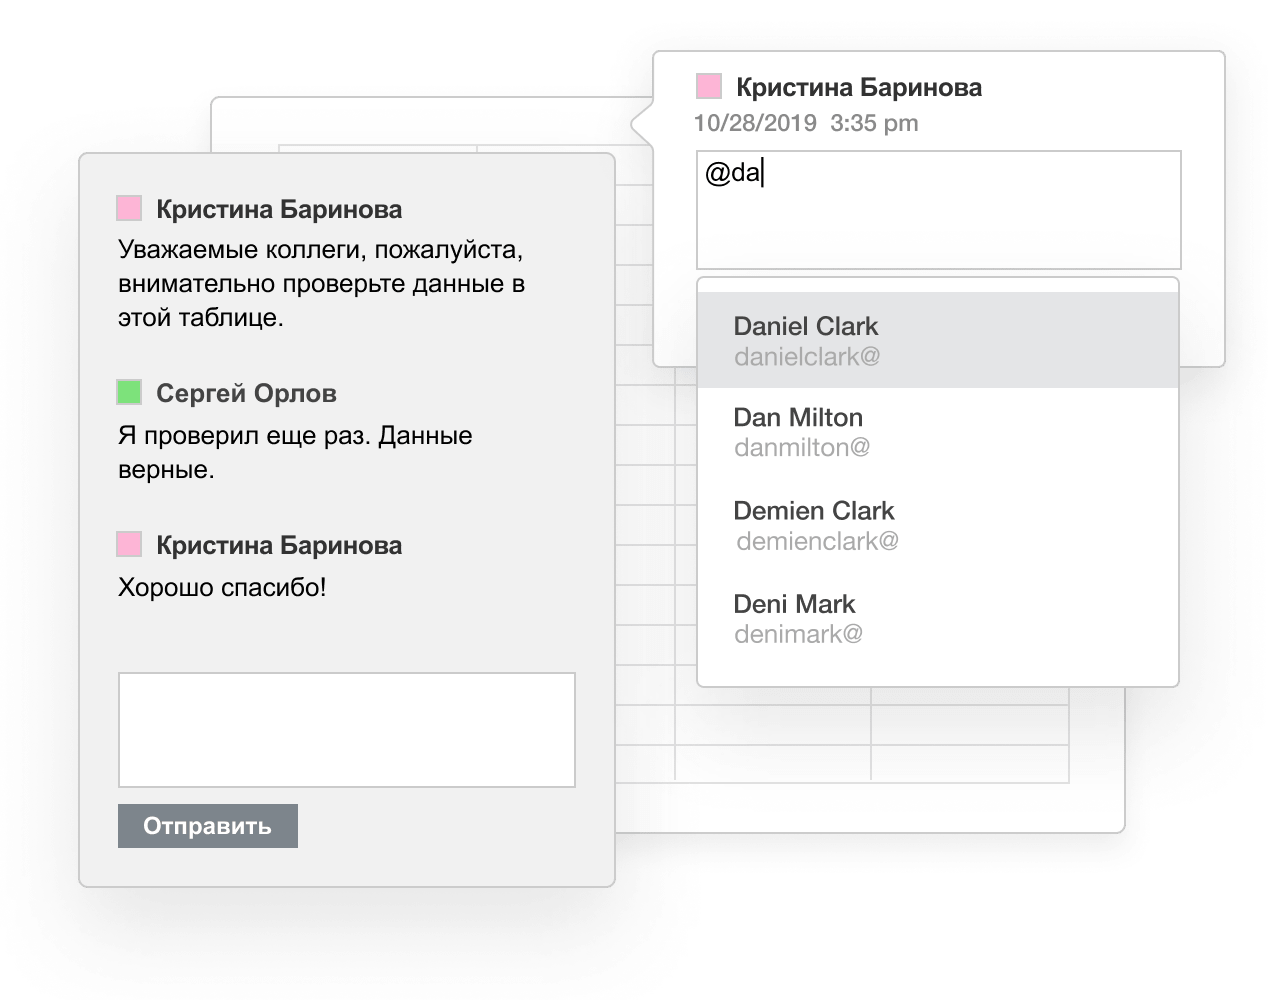 Кристина Баринова
Уважаемые коллеги, пожалуйста,
внимательно проверьте данные в
этой таблице.
Сергей Орлов
Я проверил еще раз. Данные
верные.
Кристина Баринова
Хорошо спасибо!
Отправить
Кристина Баринова
10/28/2019 3:35 pm
@da
Daniel Clark
danielclark@
Dan Milton
danmilton@
Demien Clark
demienclark@
Deni Mark
denimark@